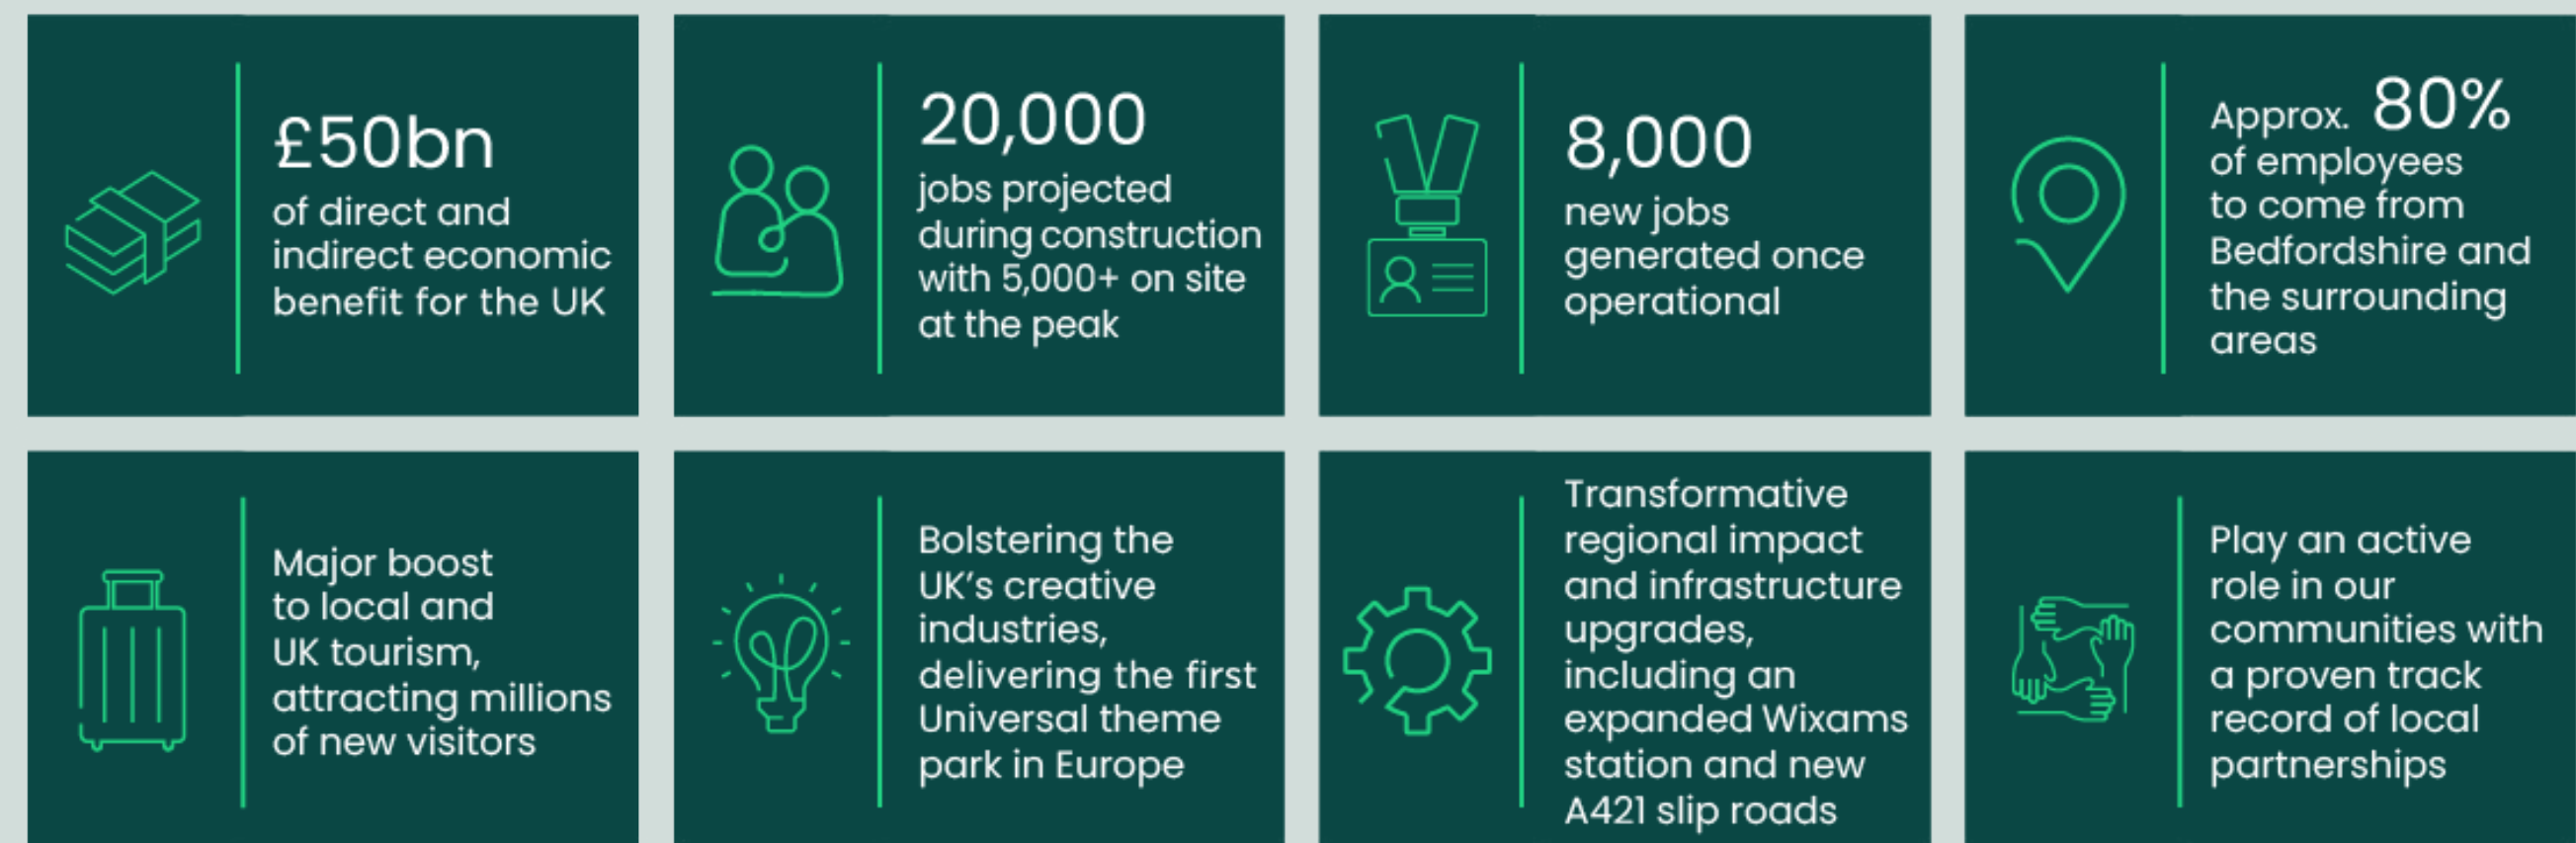 £50bn
of direct and
indirect economic
benefit for the UK
20,000
jobs projected
during construction
with 5,000+ on site
at the peak
8,000
new jobs
generated once
operational
Approx. 80%
of employees
to come from
Bedfordshire and
the surrounding
areas
Major boost
to local and
UK tourism,
attracting millions
of new visitors
Bolstering the
UK’s creative
industries,
delivering the first
Universal theme
park in Europe
Transformative
regional impact
and infrastructure
upgrades,
including an
expanded Wixams
station and new
A421 slip roads
Play an active
role in our
communities with
a proven track
record of local
partnerships